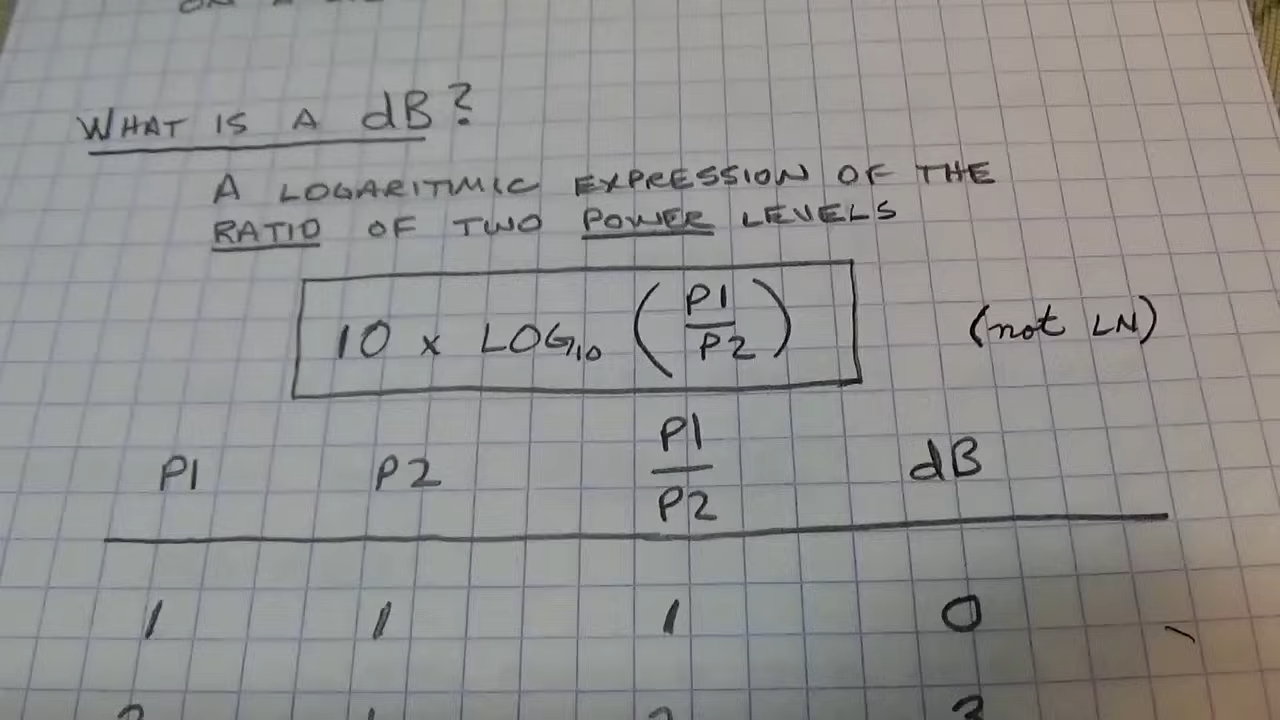 WHAT IS A dB?
A LOGARITMIC EXPRESSION OF THE
RATIO OF TWO POWER LEVELS
10 x LOG10 (P1/P2) (not LN)
P1 P2 P1/P2 dB
1 1 1 0